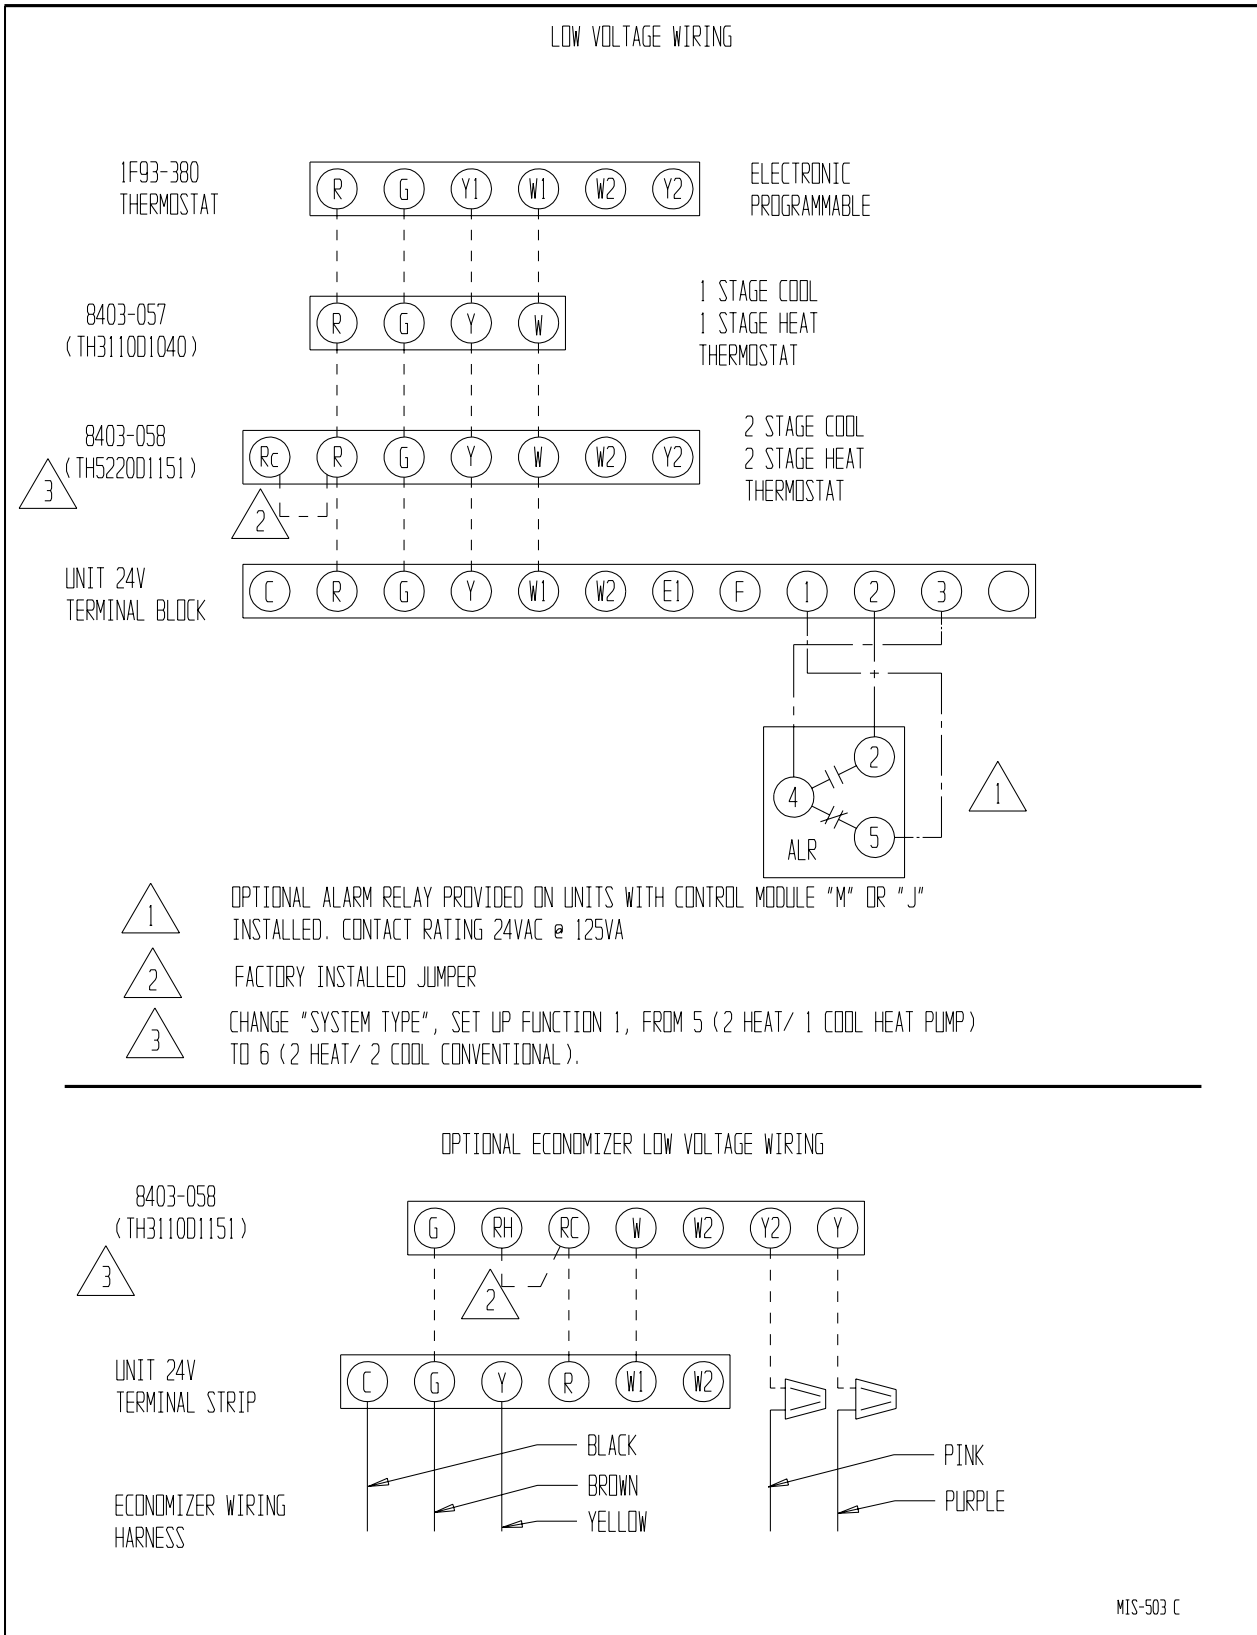 LOW VOLTAGE WIRING
1F93-380
THERMOSTAT
R G Y1 W1 W2 Y2
ELECTRONIC
PROGRAMMABLE
8403-057
(TH3110D1040)
R G Y W
1 STAGE COOL
1 STAGE HEAT
THERMOSTAT
8403-058
(TH5220D1151)
3
Rc R G Y W W2 Y2
2
2 STAGE COOL
2 STAGE HEAT
THERMOSTAT
UNIT 24V
TERMINAL BLOCK
C R G Y W1 W2 E1 F 1 2 3
2
4
5
ALR
1
1
OPTIONAL ALARM RELAY PROVIDED ON UNITS WITH CONTROL MODULE "M" OR "J"
INSTALLED. CONTACT RATING 24VAC @ 125VA
2
FACTORY INSTALLED JUMPER
3
CHANGE "SYSTEM TYPE", SET UP FUNCTION 1, FROM 5 (2 HEAT/ 1 COOL HEAT PUMP)
TO 6 (2 HEAT/ 2 COOL CONVENTIONAL).
OPTIONAL ECONOMIZER LOW VOLTAGE WIRING
8403-058
(TH3110D1151)
3
G RH RC W W2 Y2 Y
2
UNIT 24V
TERMINAL STRIP
C G Y R W1 W2
BLACK
BROWN
YELLOW
PINK
PURPLE
ECONOMIZER WIRING
HARNESS
MIS-503 C